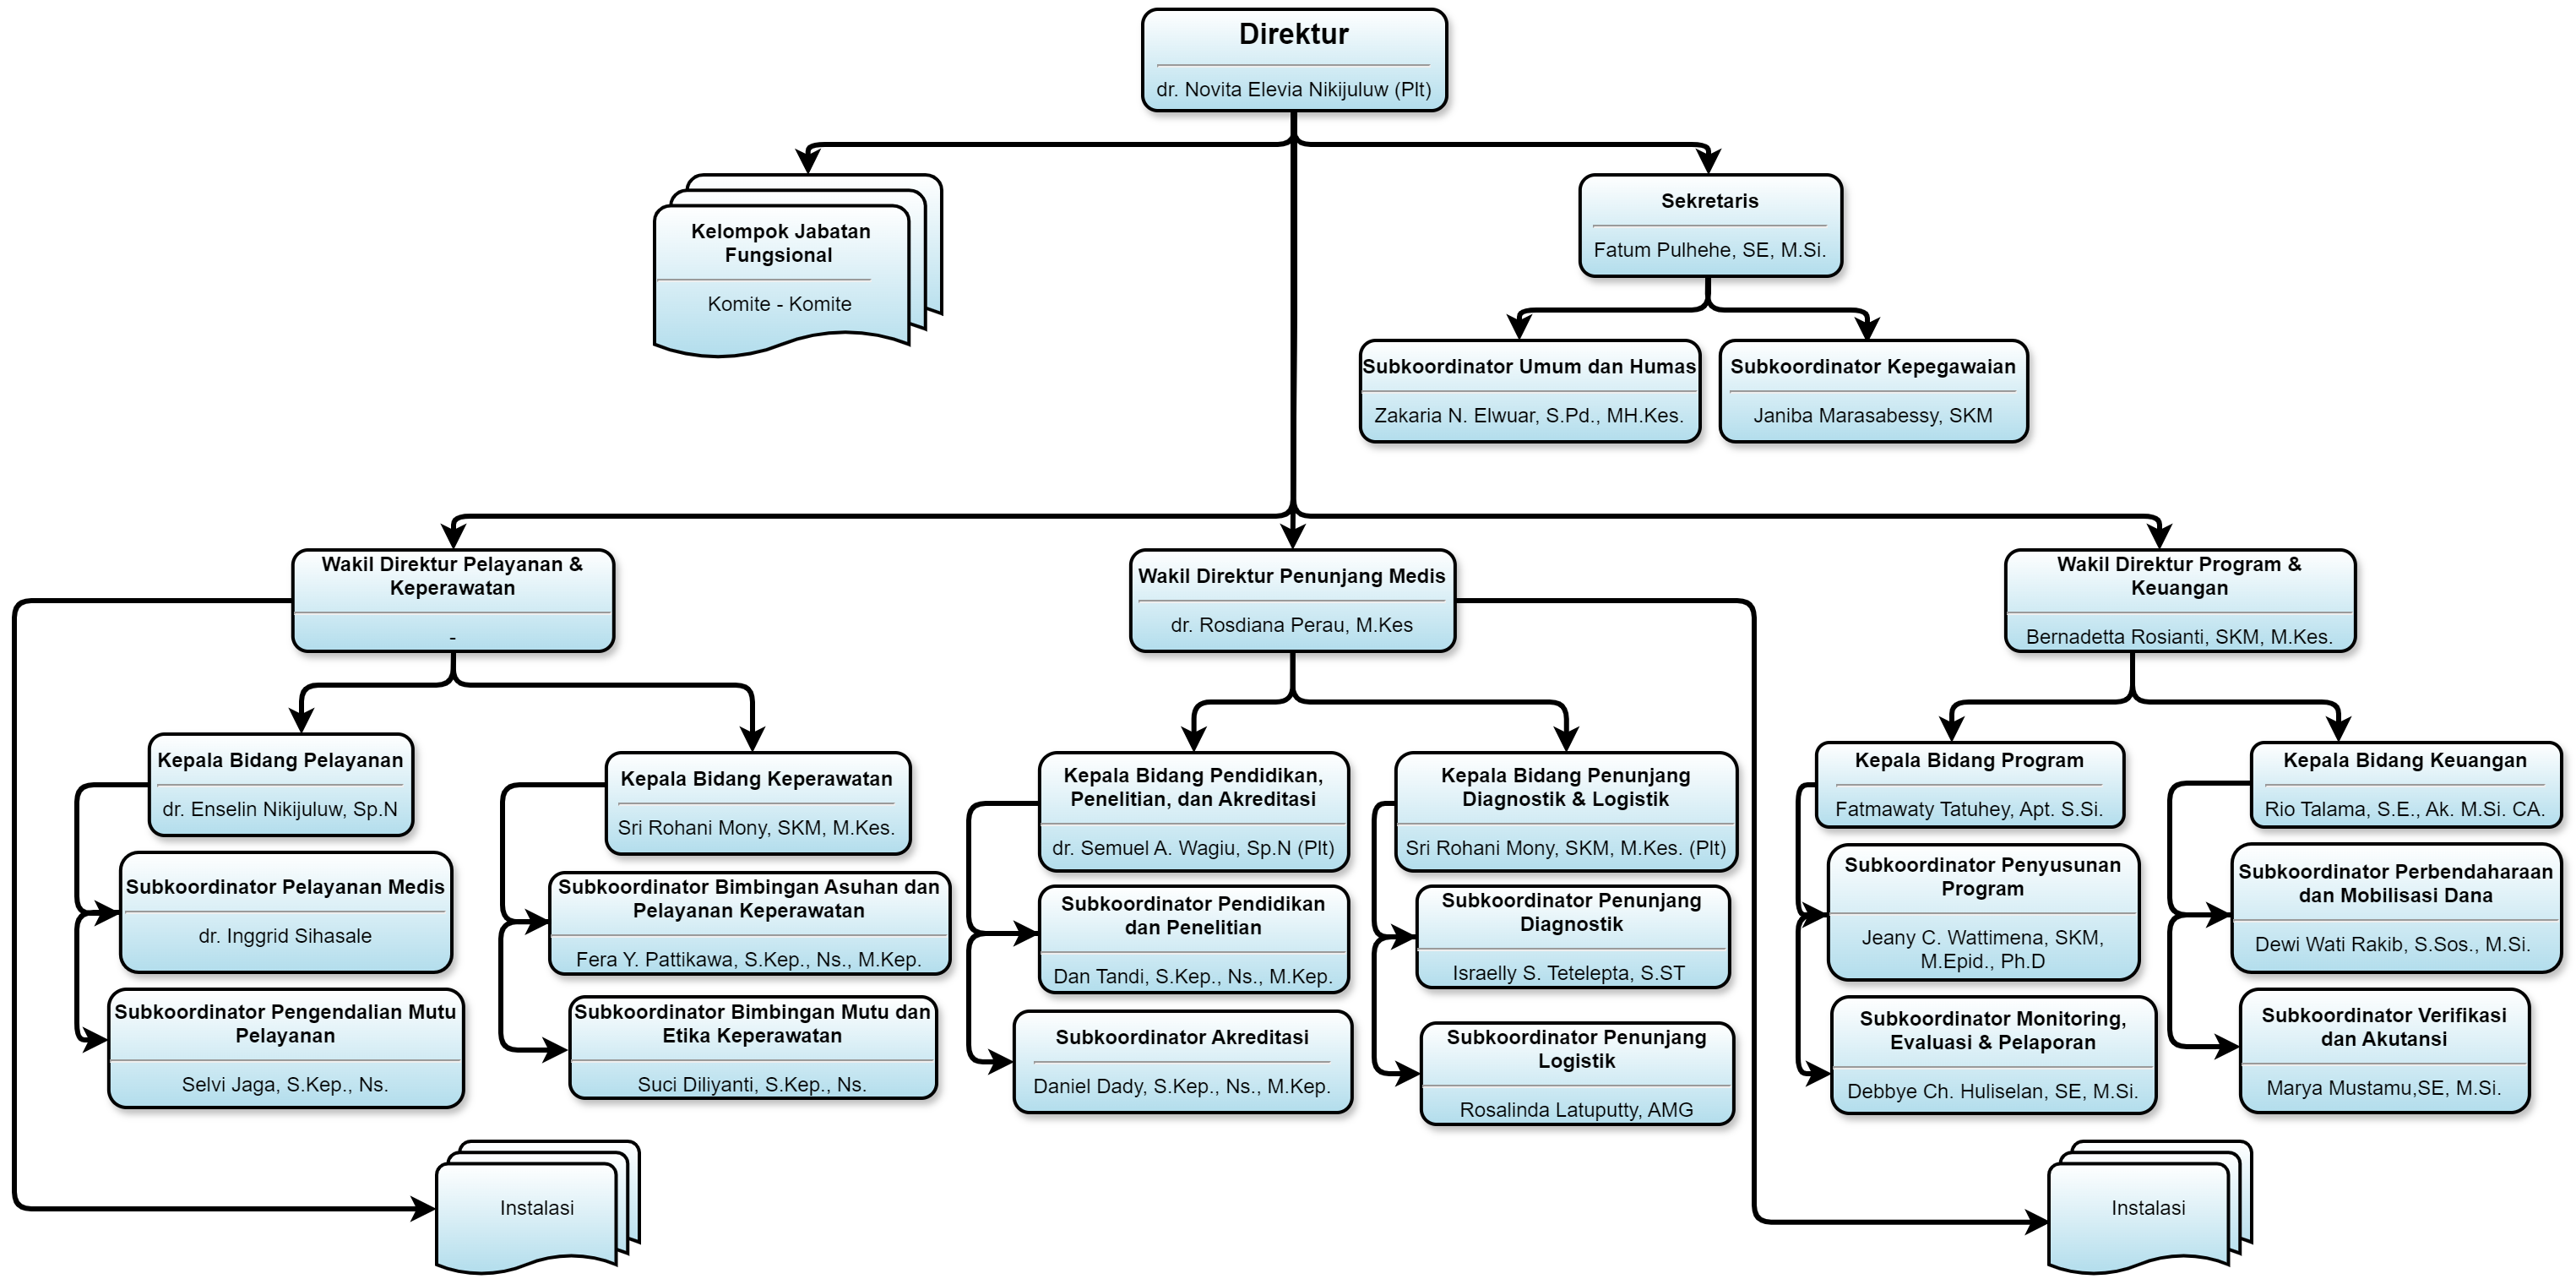 Direktur
dr. Novita Elevia Nikijuluw (Plt)
Kelompok Jabatan
Fungsional
Komite - Komite
Sekretaris
Fatum Pulhehe, SE, M.Si.
Subkoordinator Umum dan Humas
Zakaria N. Elwuar, S.Pd., MH.Kes.
Subkoordinator Kepegawaian
Janiba Marasabessy, SKM
Wakil Direktur Pelayanan &
Keperawatan
-
Wakil Direktur Penunjang Medis
dr. Rosdiana Perau, M.Kes
Wakil Direktur Program &
Keuangan
Bernadetta Rosianti, SKM, M.Kes.
Kepala Bidang Pelayanan
dr. Enselin Nikijuluw, Sp.N
Subkoordinator Pelayanan Medis
dr. Inggrid Sihasale
Subkoordinator Pengendalian Mutu
Pelayanan
Selvi Jaga, S.Kep., Ns.
Kepala Bidang Keperawatan
Sri Rohani Mony, SKM, M.Kes.
Subkoordinator Bimbingan Asuhan dan
Pelayanan Keperawatan
Fera Y. Pattikawa, S.Kep., Ns., M.Kep.
Subkoordinator Bimbingan Mutu dan
Etika Keperawatan
Suci Diliyanti, S.Kep., Ns.
Kepala Bidang Pendidikan,
Penelitian, dan Akreditasi
dr. Semuel A. Wagiu, Sp.N (Plt)
Subkoordinator Pendidikan
dan Penelitian
Dan Tandi, S.Kep., Ns., M.Kep.
Subkoordinator Akreditasi
Daniel Dady, S.Kep., Ns., M.Kep.
Kepala Bidang Penunjang
Diagnostik & Logistik
Sri Rohani Mony, SKM, M.Kes. (Plt)
Subkoordinator Penunjang
Diagnostik
Israelly S. Tetelepta, S.ST
Subkoordinator Penunjang
Logistik
Rosalinda Latuputty, AMG
Kepala Bidang Program
Fatmawaty Tatuhey, Apt. S.Si.
Subkoordinator Penyusunan
Program
Jeany C. Wattimena, SKM,
M.Epid., Ph.D
Subkoordinator Monitoring,
Evaluasi & Pelaporan
Debbye Ch. Huliselan, SE, M.Si.
Kepala Bidang Keuangan
Rio Talama, S.E., Ak. M.Si. CA.
Subkoordinator Perbendaharaan
dan Mobilisasi Dana
Dewi Wati Rakib, S.Sos., M.Si.
Subkoordinator Verifikasi
dan Akutansi
Marya Mustamu,SE, M.Si.
Instalasi
Instalasi